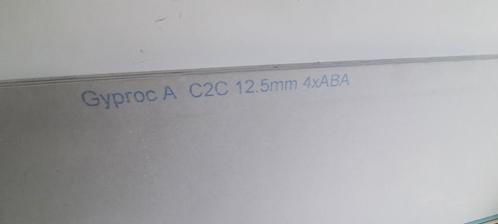 Gyproc A C2C 12.5mm 4xABA